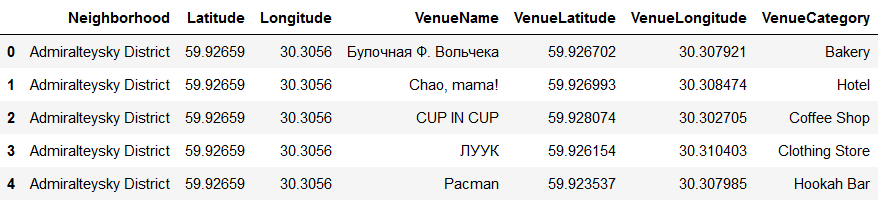 Neighborhood Latitude Longitude VenueName VenueLatitude VenueLongitude VenueCategory
0 Admiralteysky District 59.92659 30.3056 Булочная Ф. Вольчека 59.926702 30.307921 Bakery
1 Admiralteysky District 59.92659 30.3056 Chao, mama! 59.926993 30.308474 Hotel
2 Admiralteysky District 59.92659 30.3056 CUP IN CUP 59.928074 30.302705 Coffee Shop
3 Admiralteysky District 59.92659 30.3056 ЛУУК 59.926154 30.310403 Clothing Store
4 Admiralteysky District 59.92659 30.3056 Pacman 59.923537 30.307985 Hookah Bar